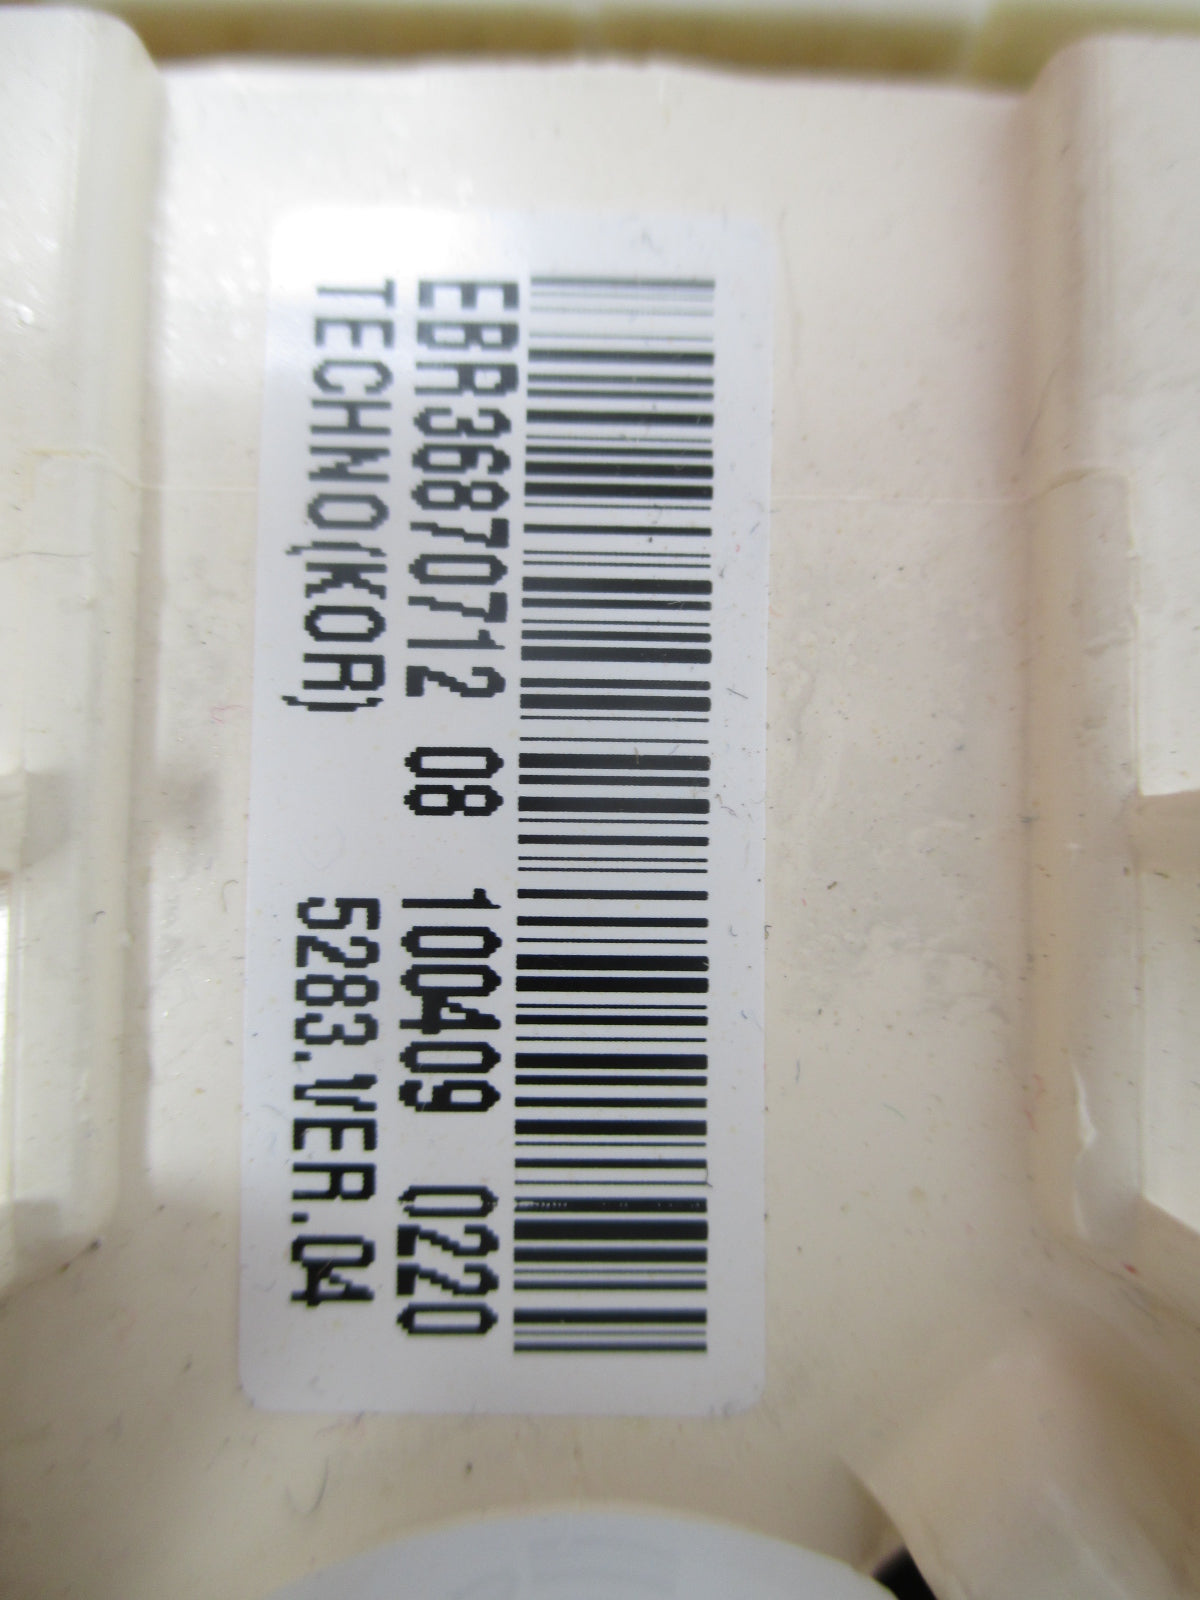 EBR36870712 08 100409 0220
TECHNO(KOR) 5283.VER.04